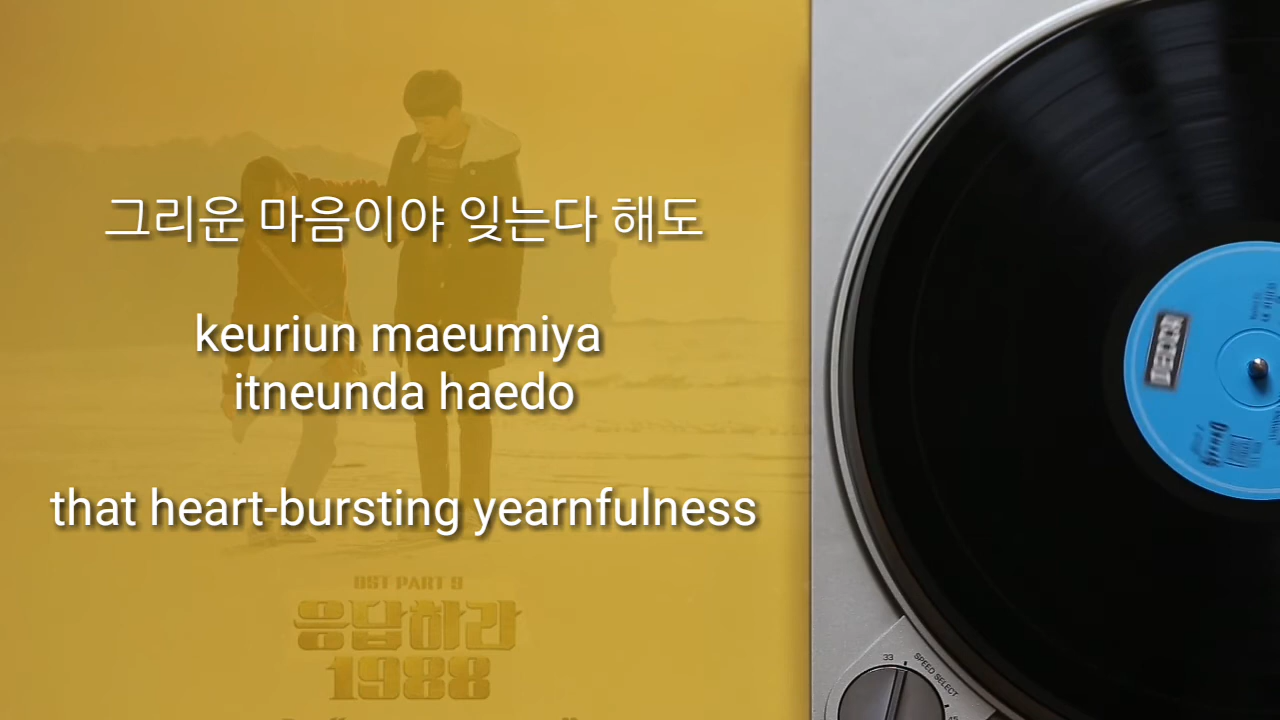 그리운 마음이야 잊는다 해도
keuriun maeumiya
itneunda haedo
that heart-bursting yearnfulness
OST PART 9
응답하라
1988
33
SPEED SELECT